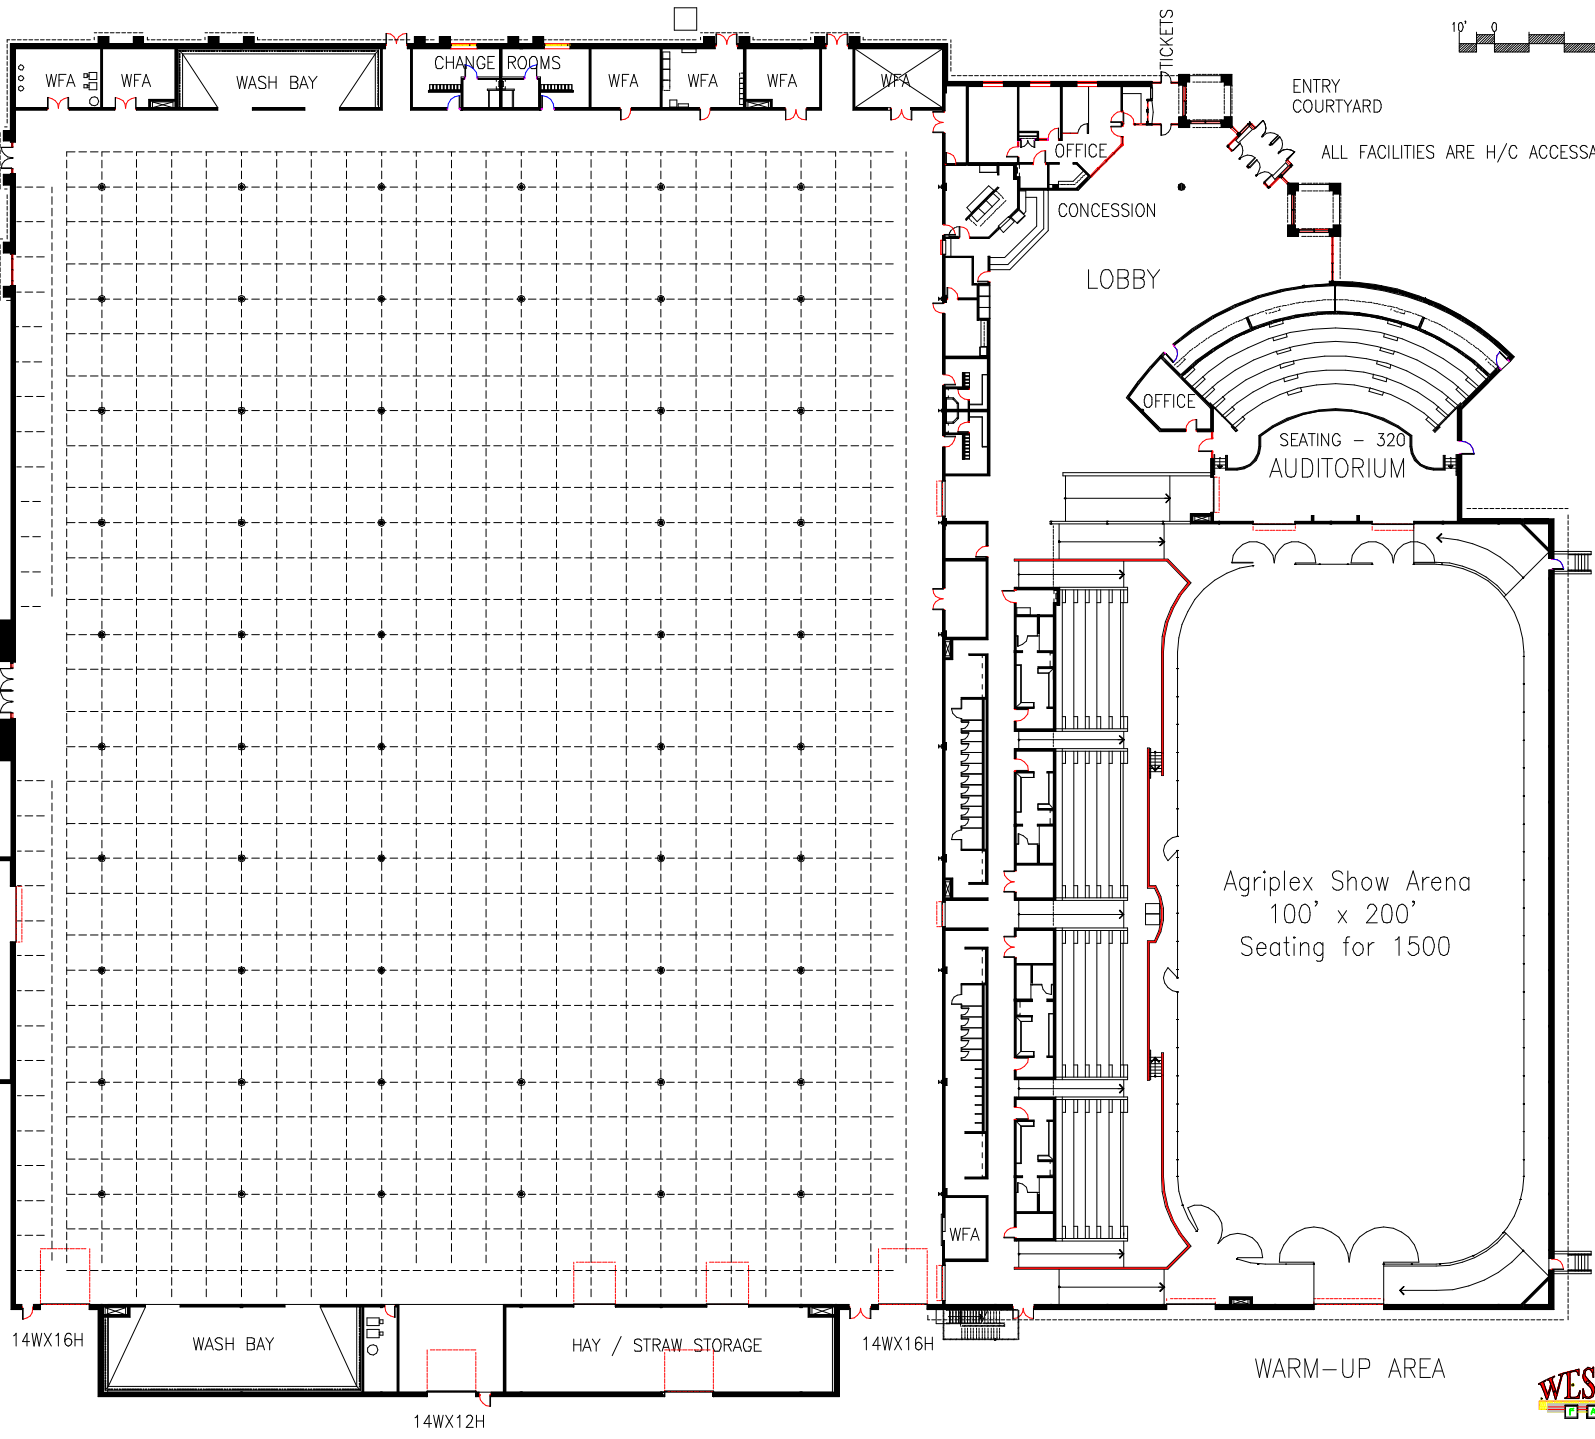 TICKETS
10' 0
ENTRY
COURTYARD
ALL FACILITIES ARE H/C ACCESSA
WFA
WFA
WASH BAY
CHANGE ROOMS
WFA
WFA
WFA
WFA
OFFICE
CONCESSION
LOBBY
OFFICE
SEATING - 320
AUDITORIUM
Agriplex Show Arena
100' x 200'
Seating for 1500
WFA
14WX16H
WASH BAY
HAY / STRAW STORAGE
14WX16H
WARM-UP AREA
14WX12H
WES